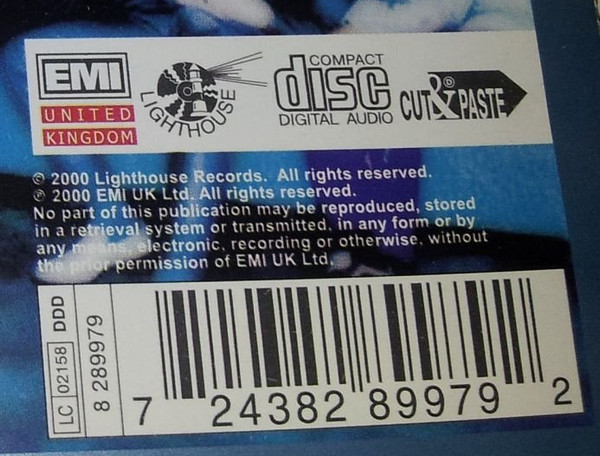 EMI
UNITED
KINGDOM
LIGHTHOUSE
COMPACT
disc
DIGITAL AUDIO
CUT & PASTE
© 2000 Lighthouse Records. All rights reserved.
℗ 2000 EMI UK Ltd. All rights reserved.
No part of this publication may be reproduced, stored
in a retrieval system or transmitted, in any form or by
any means, electronic, recording or otherwise, without
the prior permission of EMI UK Ltd.
LC 02158 DDD
8 289979
7 24382 89979 2